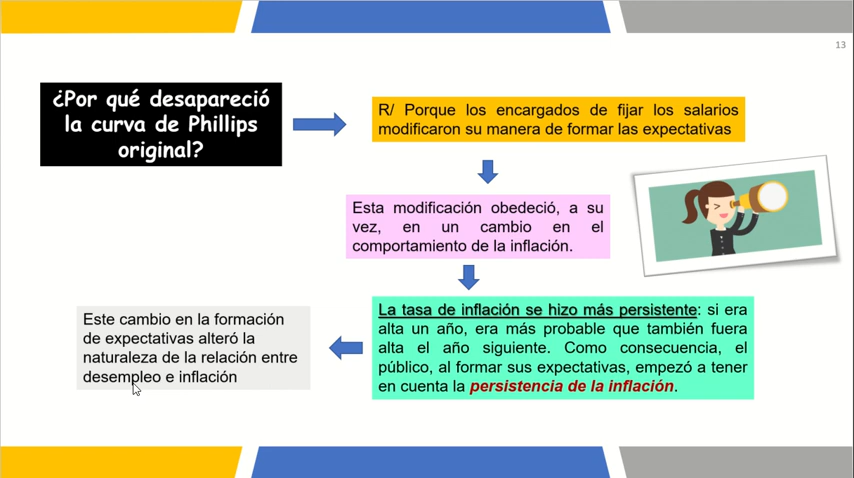 13
¿Por qué desapareció
la curva de Phillips
original?
R/ Porque los encargados de fijar los salarios
modificaron su manera de formar las expectativas
Esta modificación obedeció, a su
vez, en un cambio en el
comportamiento de la inflación.
La tasa de inflación se hizo más persistente: si era
alta un año, era más probable que también fuera
alta el año siguiente. Como consecuencia, el
público, al formar sus expectativas, empezó a tener
en cuenta la persistencia de la inflación.
Este cambio en la formación
de expectativas alteró la
naturaleza de la relación entre
desempleo e inflación